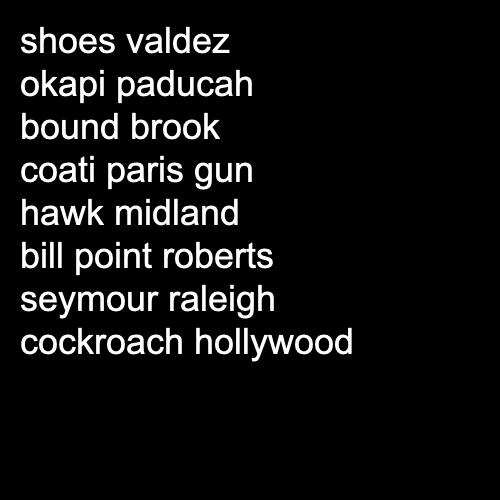 shoes valdez
okapi paducah
bound brook
coati paris gun
hawk midland
bill point roberts
seymour raleigh
cockroach hollywood